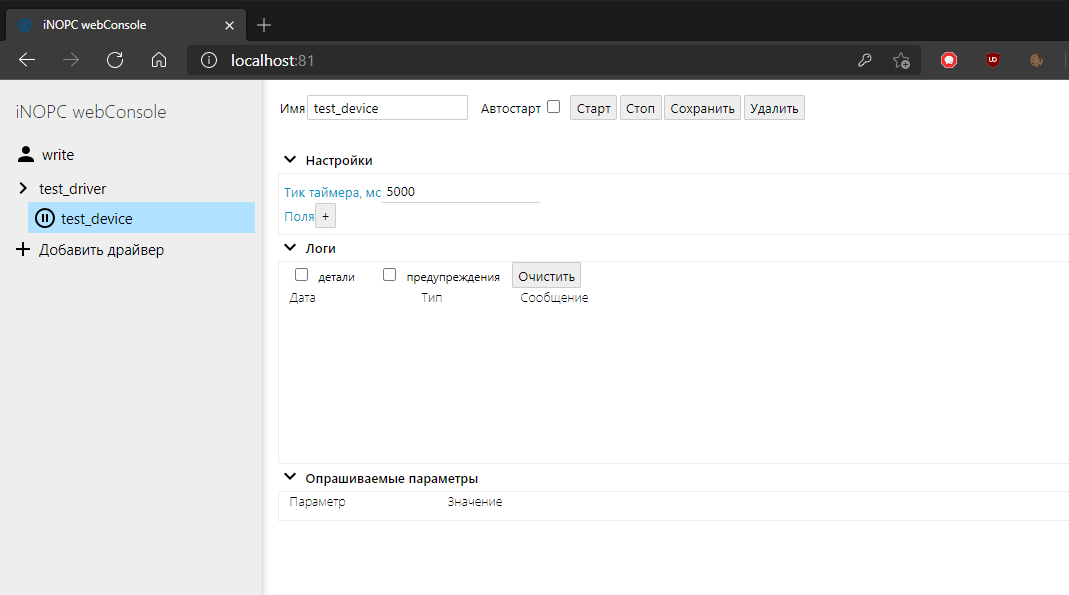 iNOPC webConsole
localhost:81
iNOPC webConsole
write
test_driver
test_device
Добавить драйвер
Имя test_device Автостарт Старт Стоп Сохранить Удалить
Настройки
Тик таймера, мс 5000
Поля +
Логи
детали предупреждения Очистить
Дата Тип Сообщение
Опрашиваемые параметры
Параметр Значение